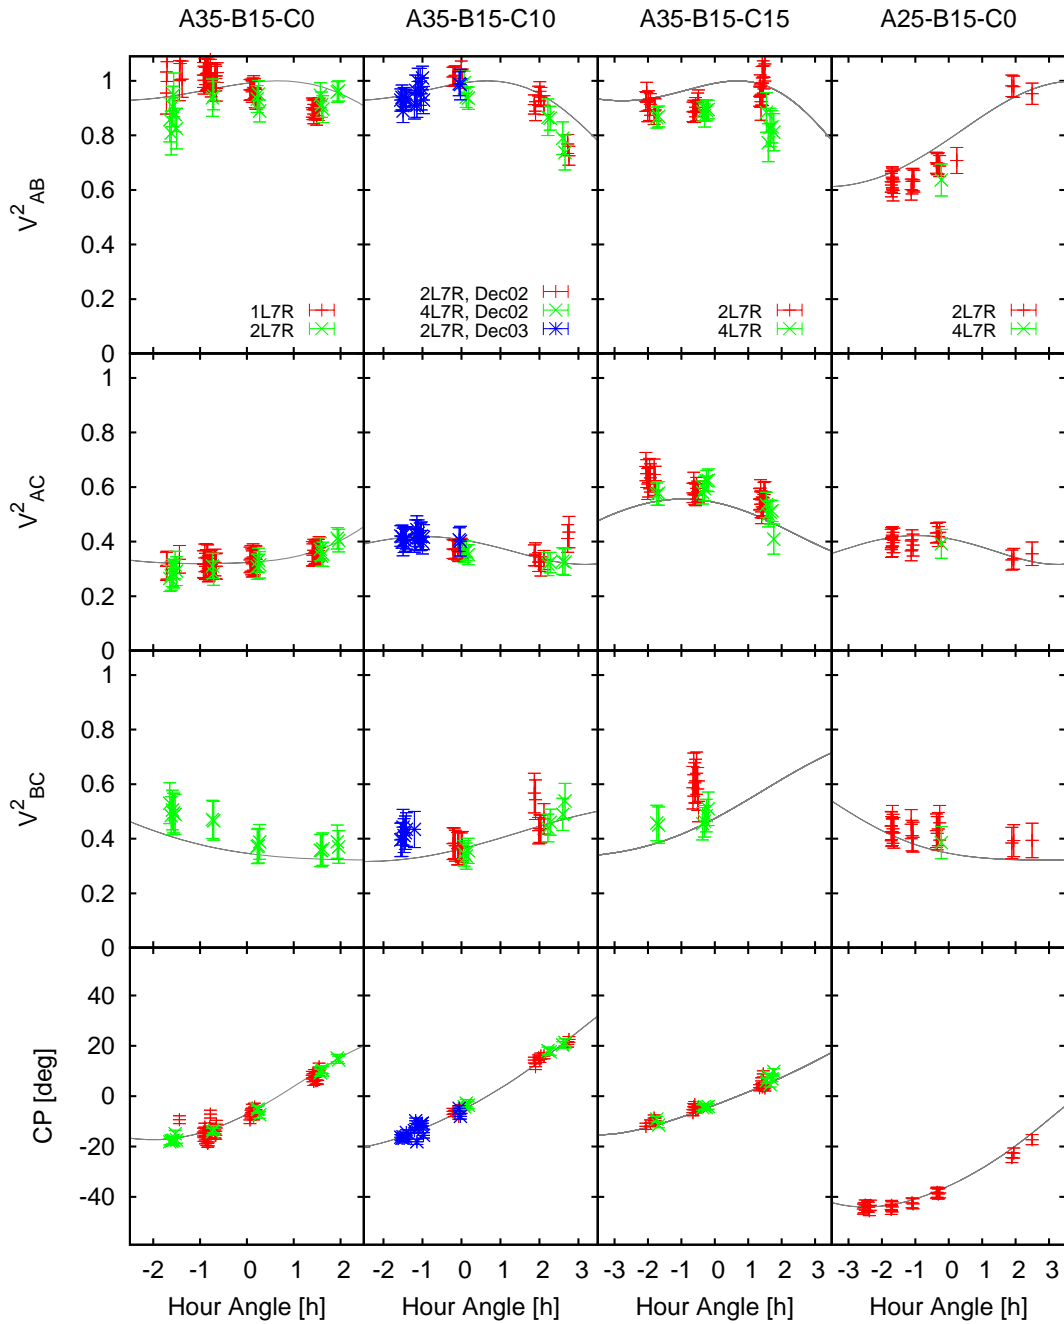 A35-B15-C0 A35-B15-C10 A35-B15-C15 A25-B15-C0
1
0.8
0.6
0.4
0.2
0
V²AB
1L7R
2L7R
2L7R, Dec02
4L7R, Dec02
2L7R, Dec03
2L7R
4L7R
2L7R
4L7R
1
0.8
0.6
0.4
0.2
0
V²AC
1
0.8
0.6
0.4
0.2
0
V²BC
40
20
0
-20
-40
CP [deg]
-2 -1 0 1 2 -2 -1 0 1 2 3 -3 -2 -1 0 1 2 3 -3 -2 -1 0 1 2 3
Hour Angle [h] Hour Angle [h] Hour Angle [h] Hour Angle [h]